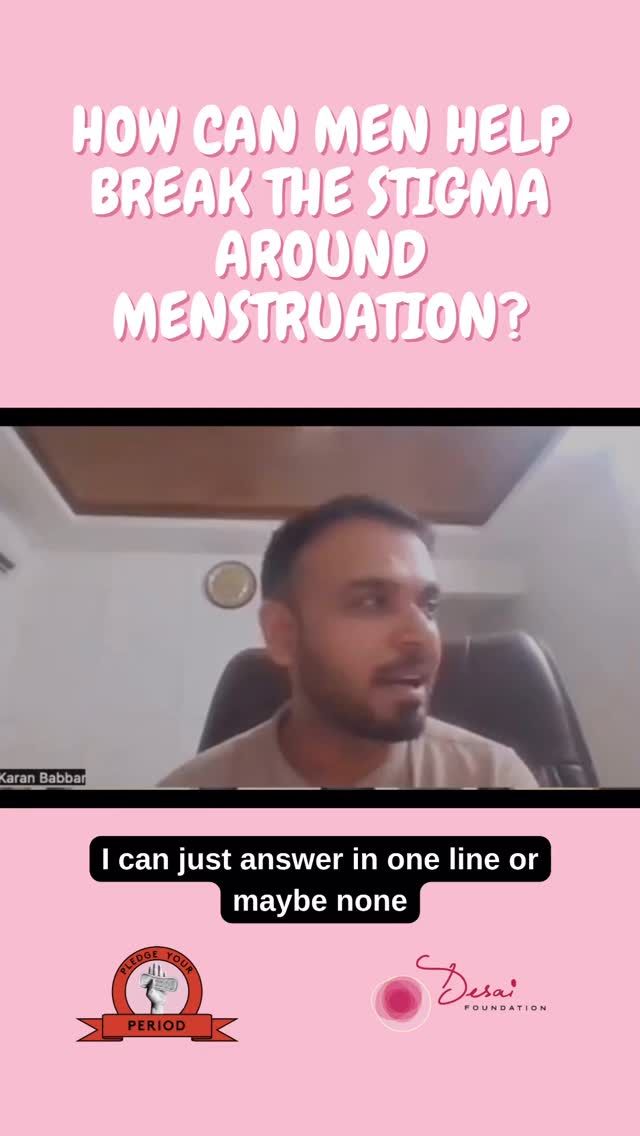 HOW CAN MEN HELP
BREAK THE STIGMA
AROUND
MENSTRUATION?
Karan Babbar
I can just answer in one line or
maybe none
PLEDGE YOUR
PERIOD
Desai
FOUNDATION